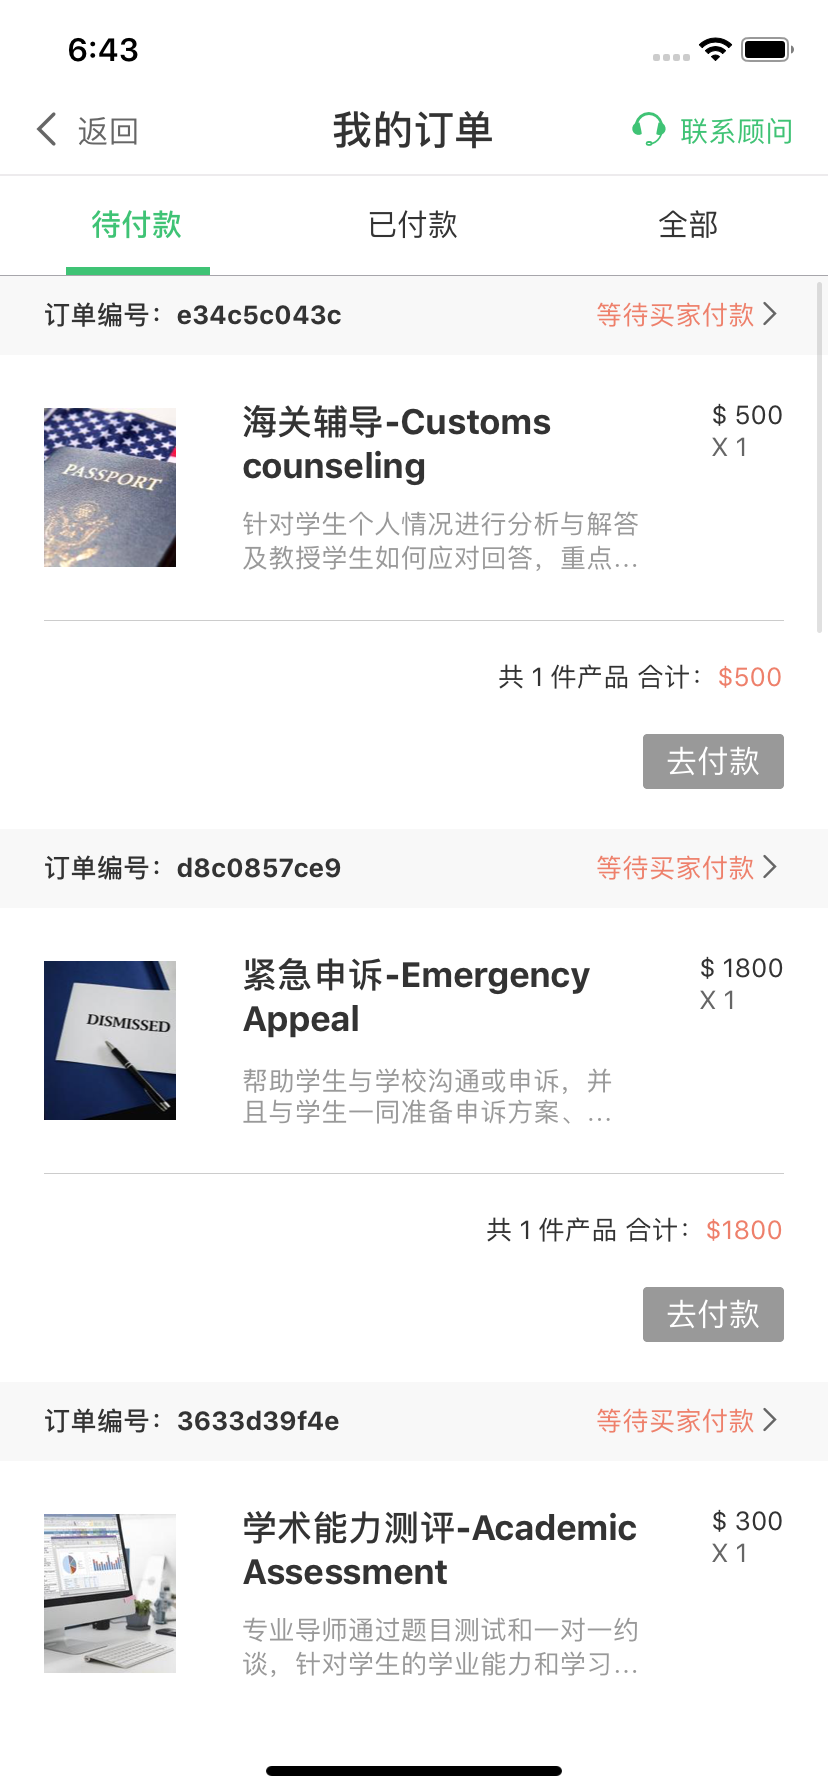 6:43
返回
我的订单
联系顾问
待付款
已付款
全部
订单编号：e34c5c043c
等待买家付款
PASSPORT
海关辅导-Customs
counseling
$ 500
X 1
针对学生个人情况进行分析与解答
及教授学生如何应对回答，重点...
共 1 件产品 合计：$500
去付款
订单编号：d8c0857ce9
等待买家付款
DISMISSED
紧急申诉-Emergency
Appeal
$ 1800
X 1
帮助学生与学校沟通或申诉，并
且与学生一同准备申诉方案、...
共 1 件产品 合计：$1800
去付款
订单编号：3633d39f4e
等待买家付款
学术能力测评-Academic
Assessment
$ 300
X 1
专业导师通过题目测试和一对一约
谈，针对学生的学业能力和学习...